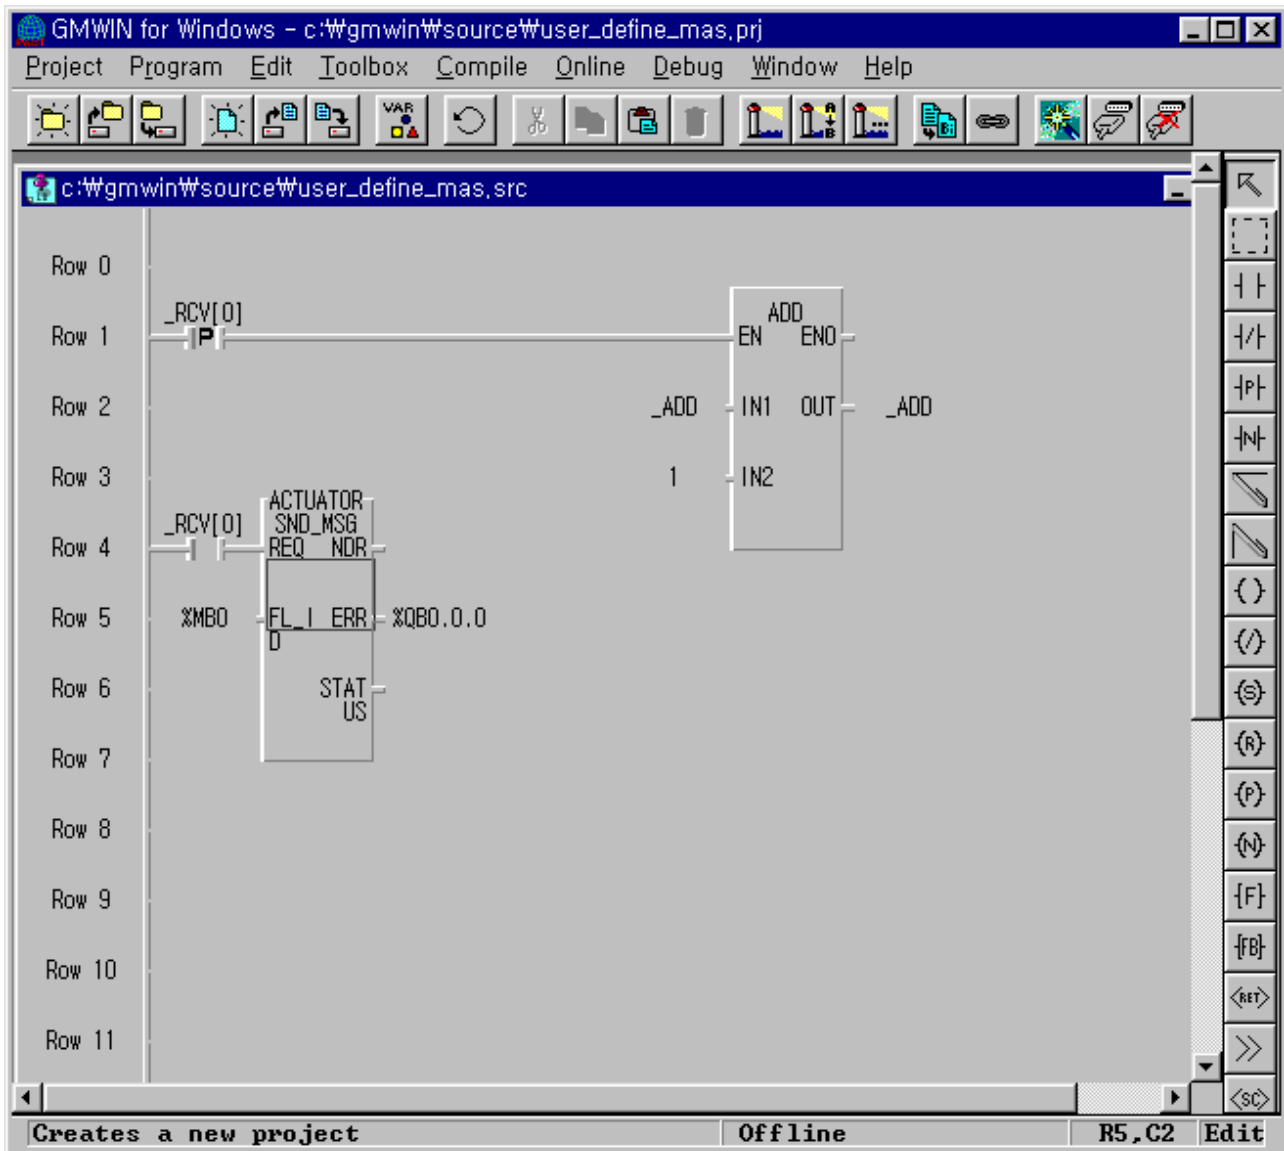 GMWIN for Windows - c:₩gmwin₩source₩user_define_mas,prj
Project Program Edit Toolbox Compile Online Debug Window Help
VAR
c:₩gmwin₩source₩user_define_mas,src
Row 0
_RCV[0]
ADD
Row 1 P EN ENO
Row 2 _ADD IN1 OUT _ADD
Row 3 1 IN2
ACTUATOR
_RCV[0] SND_MSG
Row 4 REQ NDR
Row 5 %MB0 FL_I ERR %QB0.0.0
D
Row 6 STAT
US
Row 7
Row 8
Row 9
Row 10
Row 11
P
N
(S)
(R)
(P)
(N)
{F}
{FB}
<RET>
<SC>
Creates a new project Offline R5,C2 Edit